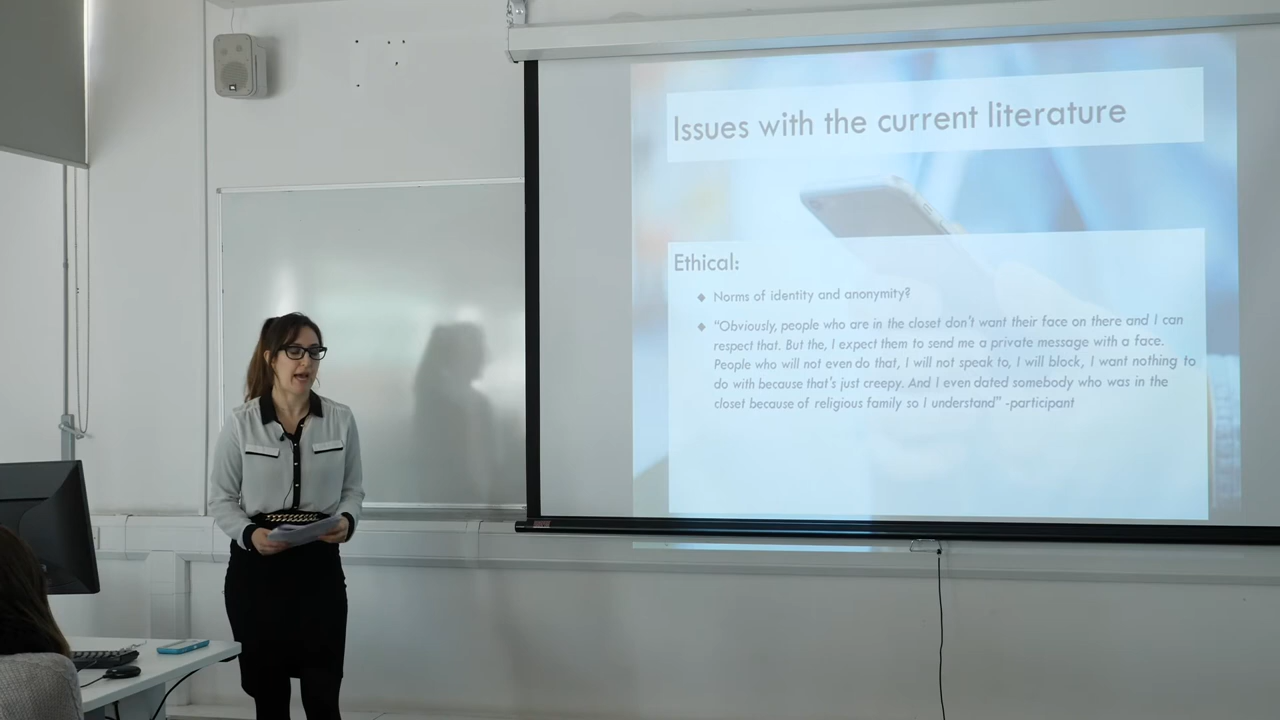 Issues with the current literature
Ethical:
◆ Norms of identity and anonymity?
◆ "Obviously, people who are in the closet don't want their face on there and I can
respect that. But the, I expect them to send me a private message with a face.
People who will not even do that, I will not speak to, I will block, I want nothing to
do with because that's just creepy. And I even dated somebody who was in the
closet because of religious family so I understand" -participant